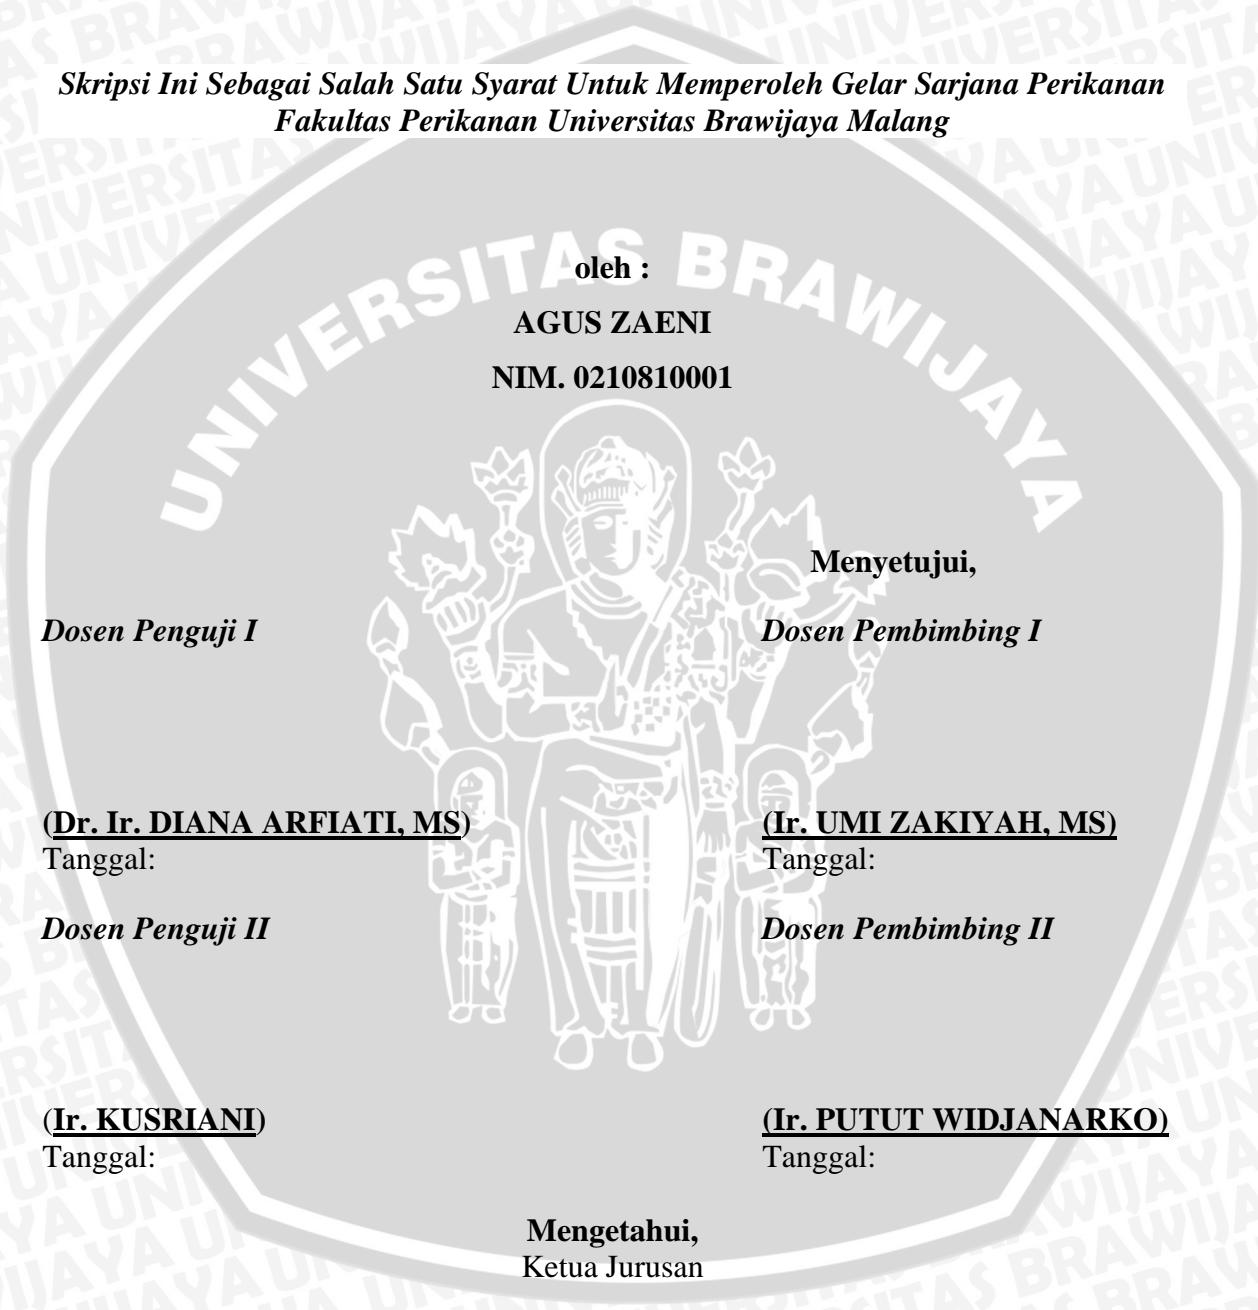 Skripsi Ini Sebagai Salah Satu Syarat Untuk Memperoleh Gelar Sarjana Perikanan
Fakultas Perikanan Universitas Brawijaya Malang
UNIVERSITAS BRAWIJAYA
oleh :
AGUS ZAENI
NIM. 0210810001
Menyetujui,
Dosen Penguji I
Dosen Pembimbing I
(Dr. Ir. DIANA ARFIATI, MS)
(Ir. UMI ZAKIYAH, MS)
Tanggal:
Tanggal:
Dosen Penguji II
Dosen Pembimbing II
(Ir. KUSRIANI)
(Ir. PUTUT WIDJANARKO)
Tanggal:
Tanggal:
Mengetahui,
Ketua Jurusan